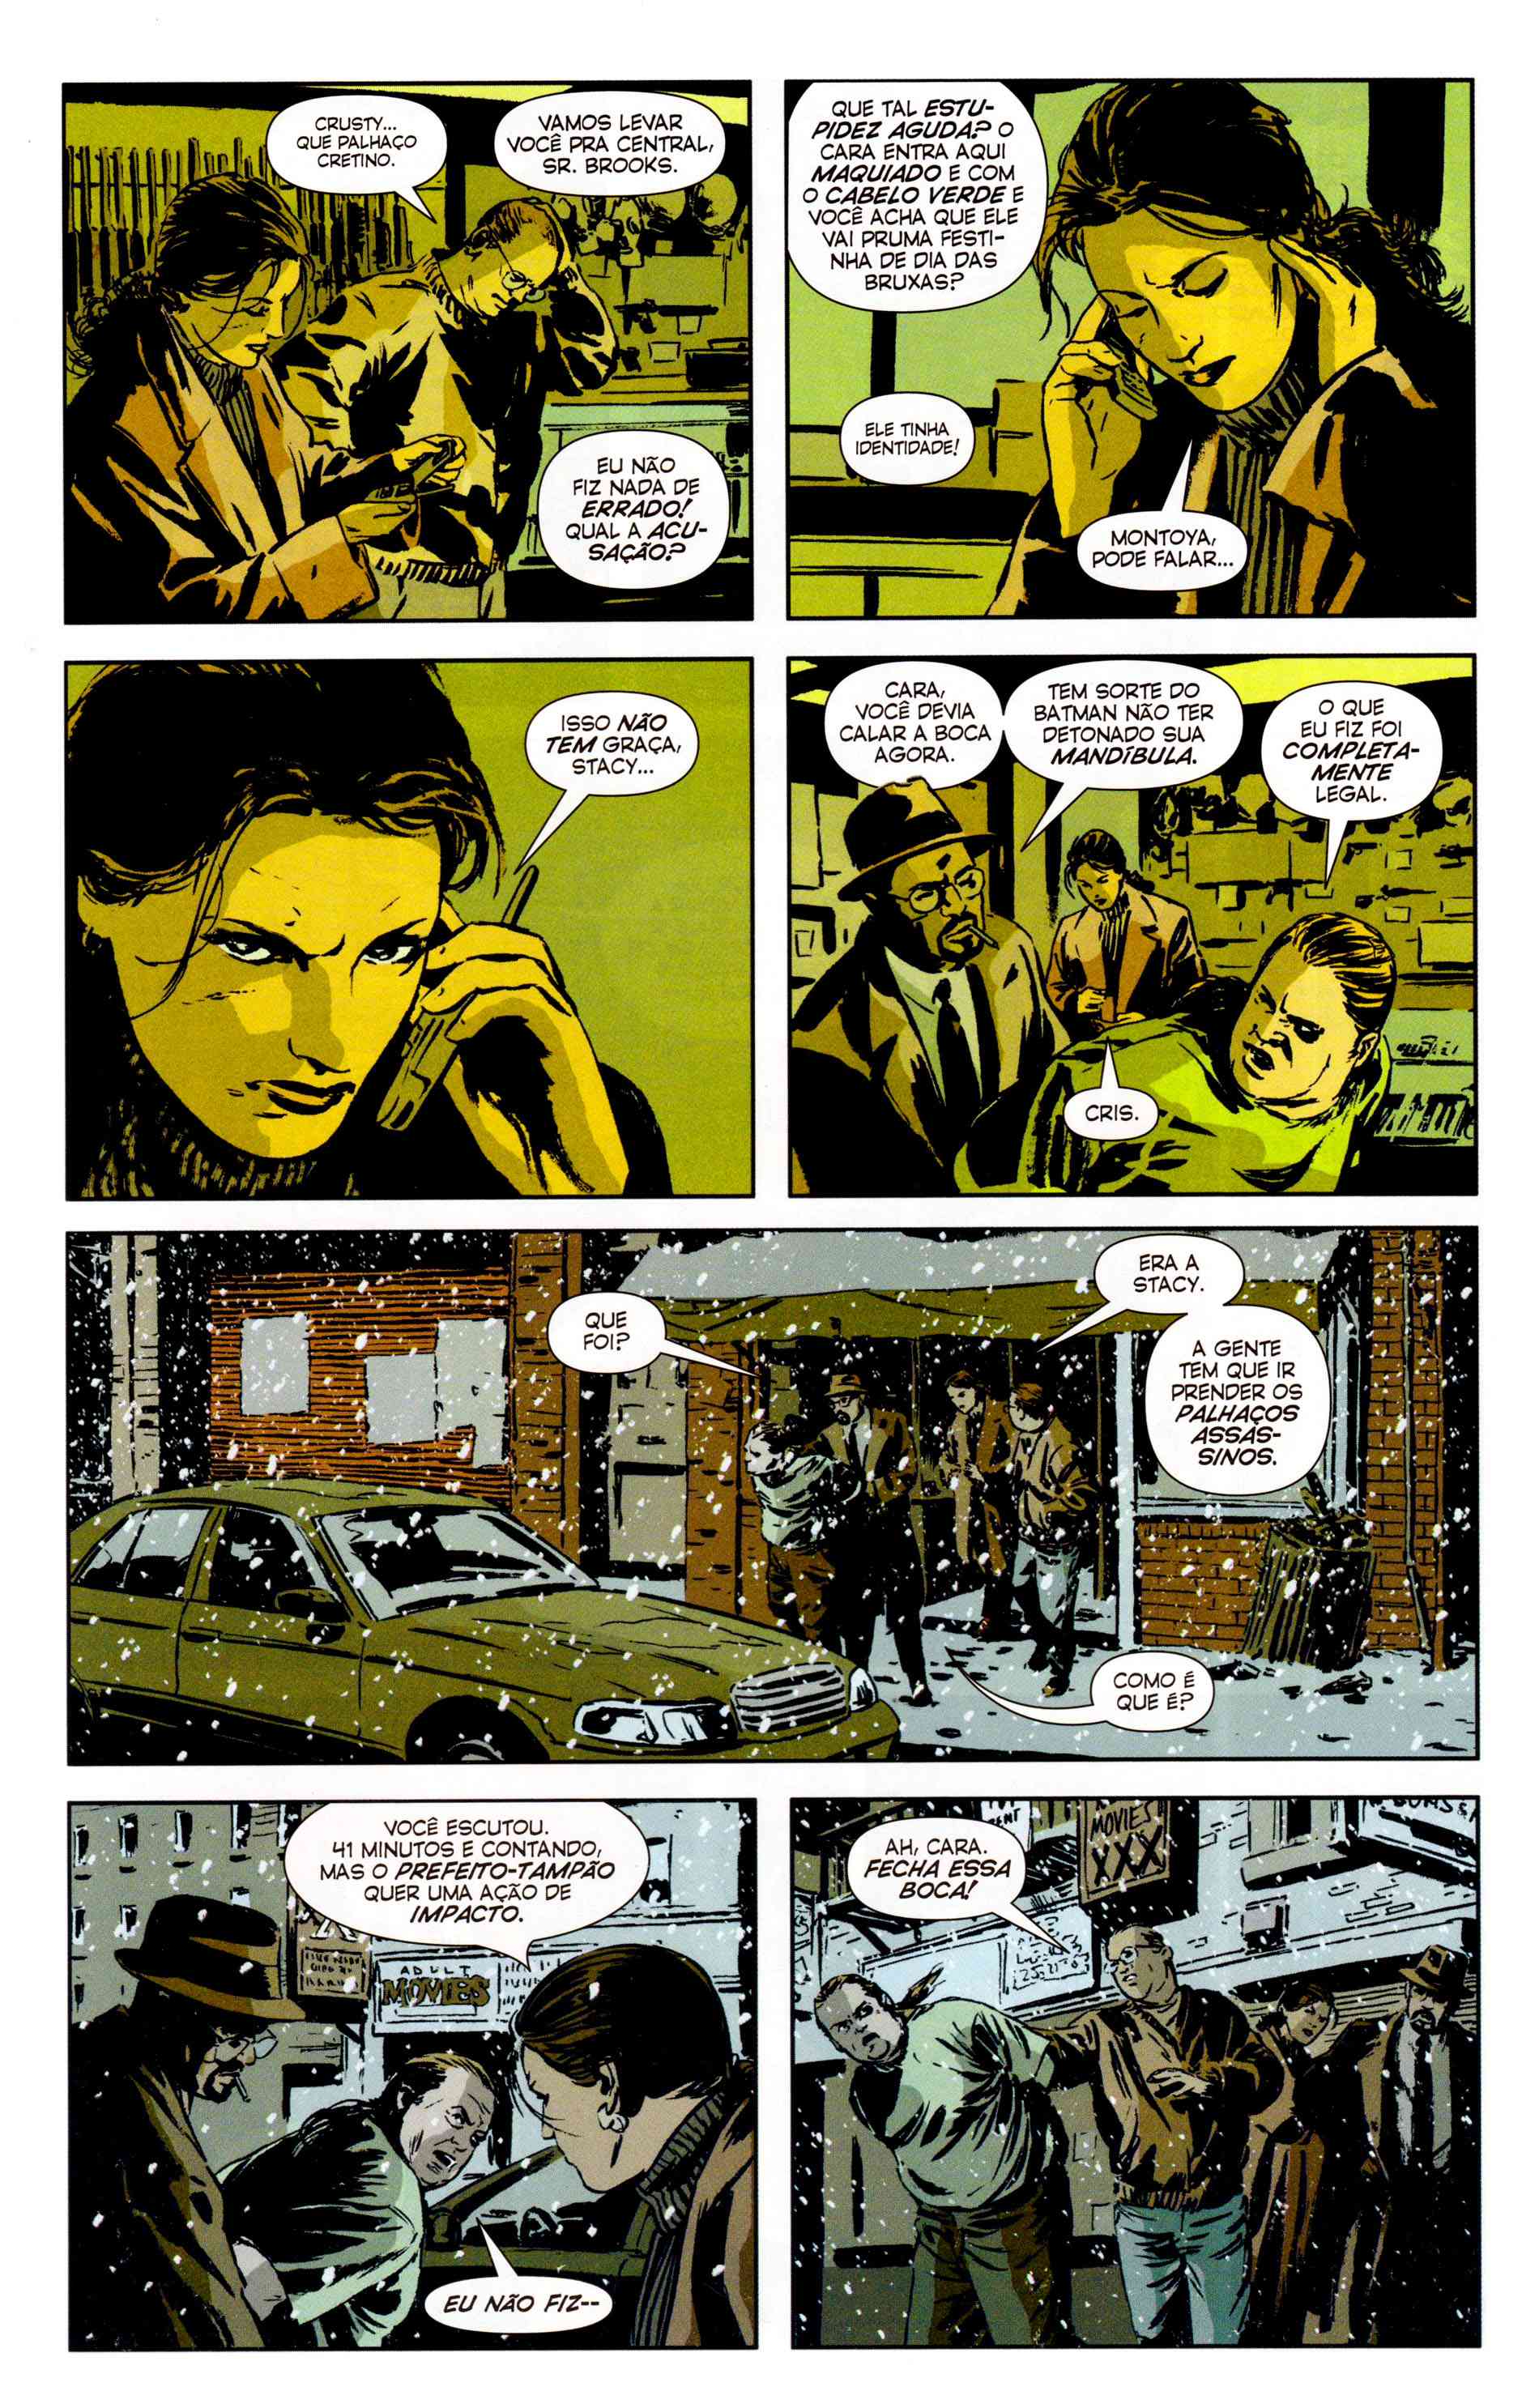 CRUSTY...
QUE PALHAÇO
CRETINO.
VAMOS LEVAR
VOCÊ PRA CENTRAL,
SR. BROOKS.
EU NÃO
FIZ NADA DE
ERRADO!
QUAL A ACU-
SAÇÃO?
QUE TAL ESTU-
PIDEZ AGUDA? O
CARA ENTRA AQUI
MAQUIADO E COM
O CABELO VERDE E
VOCÊ ACHA QUE ELE
VAI PRUMA FESTI-
NHA DE DIA DAS
BRUXAS?
ELE TINHA
IDENTIDADE!
MONTOYA,
PODE FALAR...
ISSO NÃO
TEM GRAÇA,
STACY...
CARA,
VOCÊ DEVIA
CALAR A BOCA
AGORA.
TEM SORTE DO
BATMAN NÃO TER
DETONADO SUA
MANDÍBULA.
O QUE
EU FIZ FOI
COMPLETA-
MENTE
LEGAL.
CRIS.
QUE
FOI?
ERA A
STACY.
A GENTE
TEM QUE IR
PRENDER OS
PALHAÇOS
ASSAS-
SINOS.
COMO É
QUE É?
VOCÊ ESCUTOU.
41 MINUTOS E CONTANDO,
MAS O PREFEITO-TAMPÃO
QUER UMA AÇÃO DE
IMPACTO.
ADULT
MOVIES
EU NÃO FIZ--
AH, CARA.
FECHA ESSA
BOCA!
MOVIES
XXX